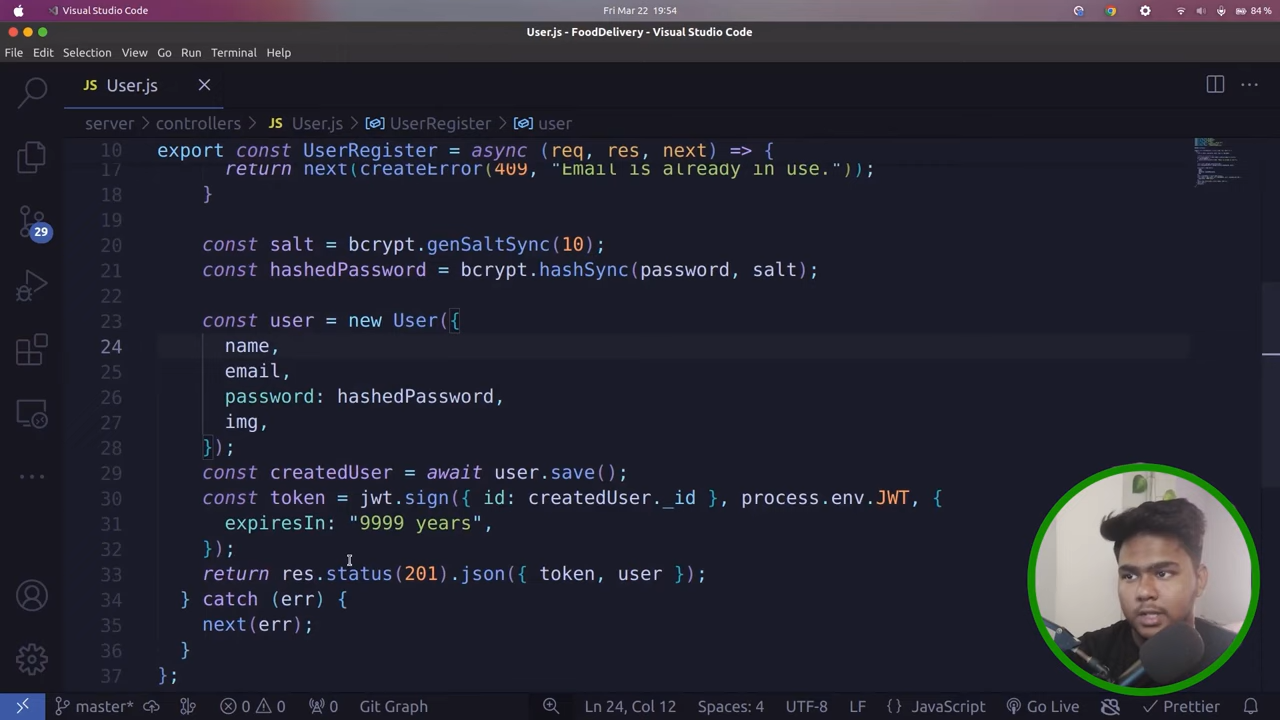 Visual Studio Code
Fri Mar 22 19:54
84 %
User.js - FoodDelivery - Visual Studio Code
File Edit Selection View Go Run Terminal Help
JS User.js
server > controllers > JS User.js > UserRegister > user
10 export const UserRegister = async (req, res, next) => {
17 return next(createError(409, "Email is already in use."));
18 }
19
20 const salt = bcrypt.genSaltSync(10);
21 const hashedPassword = bcrypt.hashSync(password, salt);
22
23 const user = new User({
24 name,
25 email,
26 password: hashedPassword,
27 img,
28 });
29 const createdUser = await user.save();
30 const token = jwt.sign({ id: createdUser._id }, process.env.JWT, {
31 expiresIn: "9999 years",
32 });
33 return res.status(201).json({ token, user });
34 } catch (err) {
35 next(err);
36 }
37 };
29
master* 0 0 0 Git Graph Ln 24, Col 12 Spaces: 4 UTF-8 LF {} JavaScript Go Live Prettier